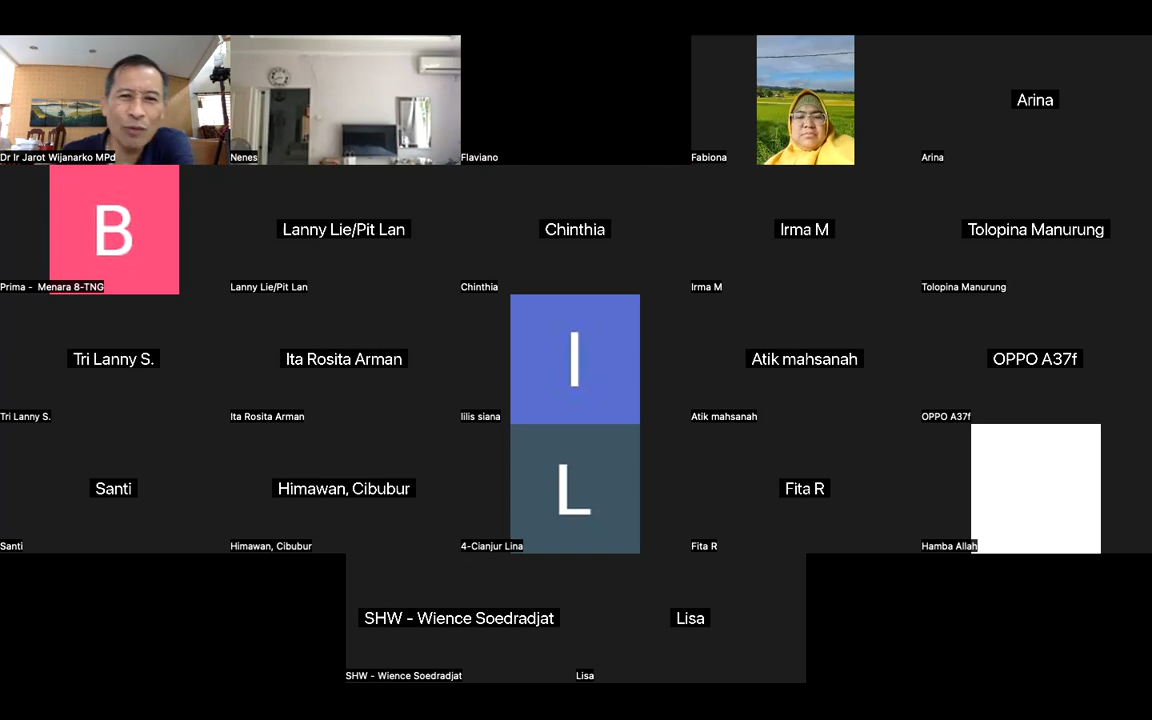 Dr Ir Jarot Wijanarko MPd
Nenes
Flaviano
Fabiona
Arina
Arina
B
Prima - Menara 8-TNG
Lanny Lie/Pit Lan
Lanny Lie/Pit Lan
Chinthia
Chinthia
Irma M
Irma M
Tolopina Manurung
Tolopina Manurung
Tri Lanny S.
Tri Lanny S.
Ita Rosita Arman
Ita Rosita Arman
l
lilis siana
Atik mahsanah
Atik mahsanah
OPPO A37f
OPPO A37f
Santi
Santi
Himawan, Cibubur
Himawan, Cibubur
L
4-Cianjur Lina
Fita R
Fita R
Hamba Allah
SHW - Wience Soedradjat
SHW - Wience Soedradjat
Lisa
Lisa